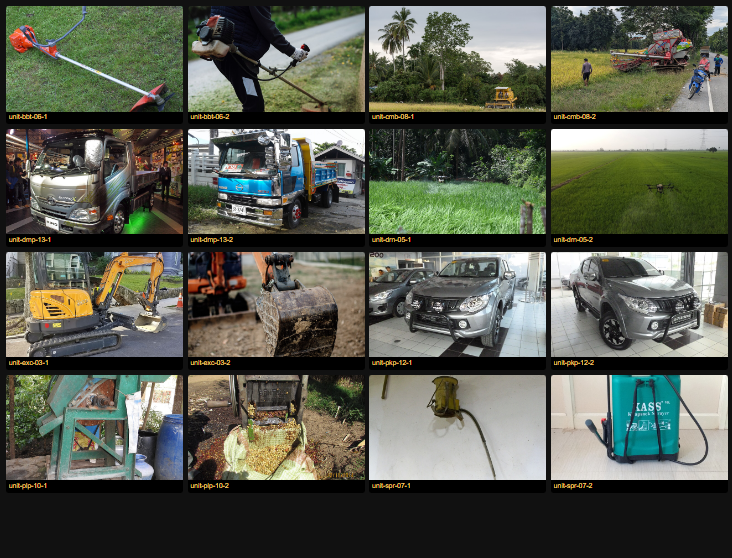 unit-bbt-06-1
unit-bbt-06-2
unit-cmb-08-1
unit-cmb-08-2
unit-dmp-13-1
unit-dmp-13-2
unit-drn-05-1
unit-drn-05-2
unit-exc-03-1
unit-exc-03-2
unit-pkp-12-1
unit-pkp-12-2
KASS
Knapsack Sprayer
unit-plp-10-1
unit-plp-10-2
unit-spr-07-1
unit-spr-07-2